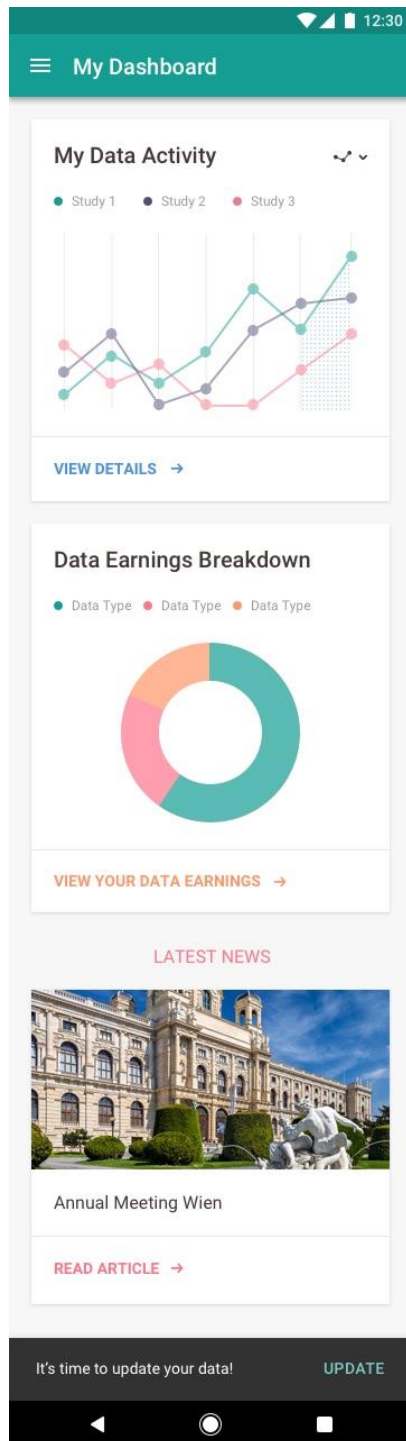 12:30
My Dashboard
My Data Activity
Study 1 Study 2 Study 3
VIEW DETAILS →
Data Earnings Breakdown
Data Type Data Type Data Type
VIEW YOUR DATA EARNINGS →
LATEST NEWS
Annual Meeting Wien
READ ARTICLE →
It's time to update your data! UPDATE